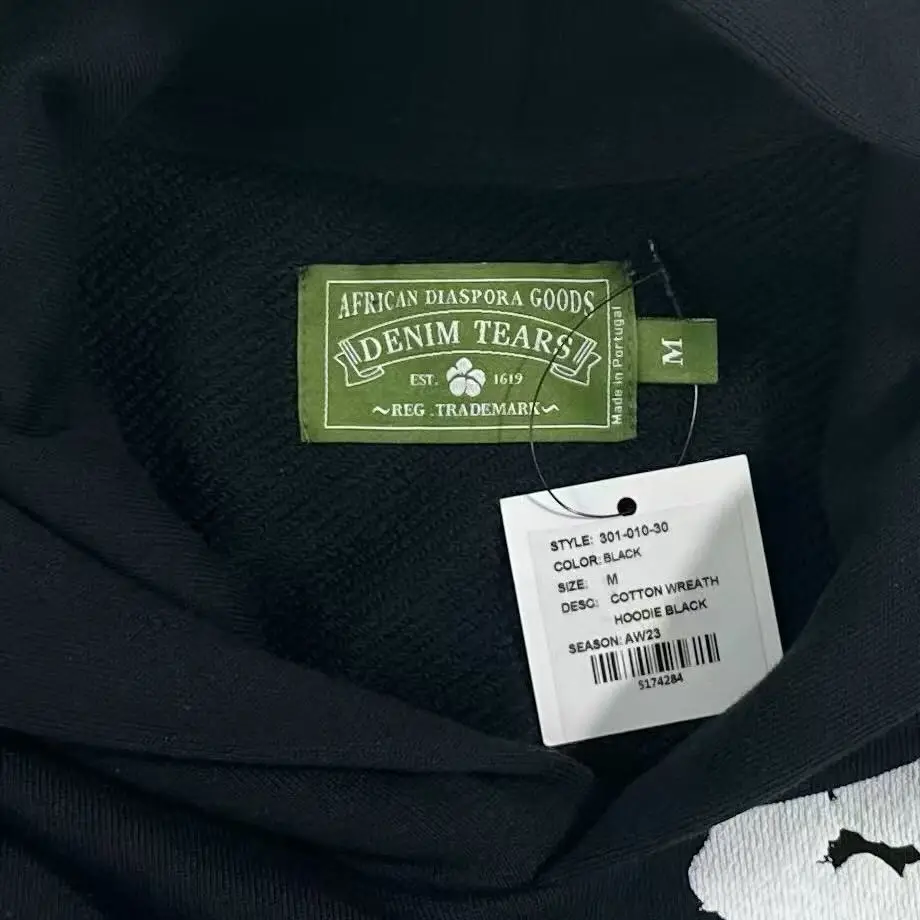 AFRICAN DIASPORA GOODS
DENIM TEARS
EST. 1619
~REG .TRADEMARK~
Made in Portugal
M
STYLE: 301-010-30
COLOR: BLACK
SIZE: M
DESC: COTTON WREATH
HOODIE BLACK
SEASON: AW23
5174284